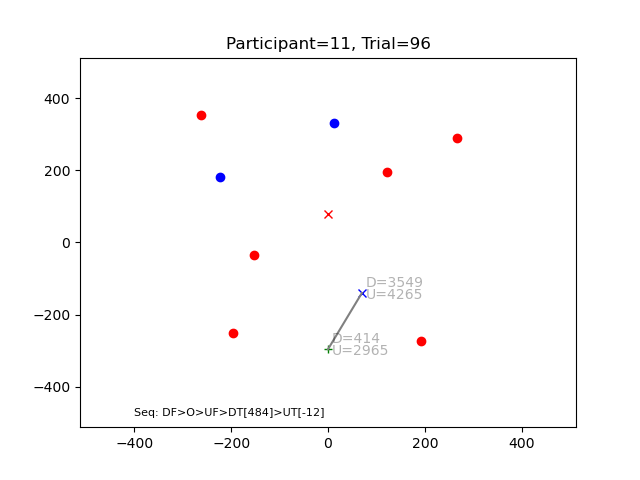 Participant=11, Trial=96
400
200
0
−200
−400
D=3549
U=4265
D=414
U=2965
Seq: DF>O>UF>DT[484]>UT[-12]
−400 −200 0 200 400